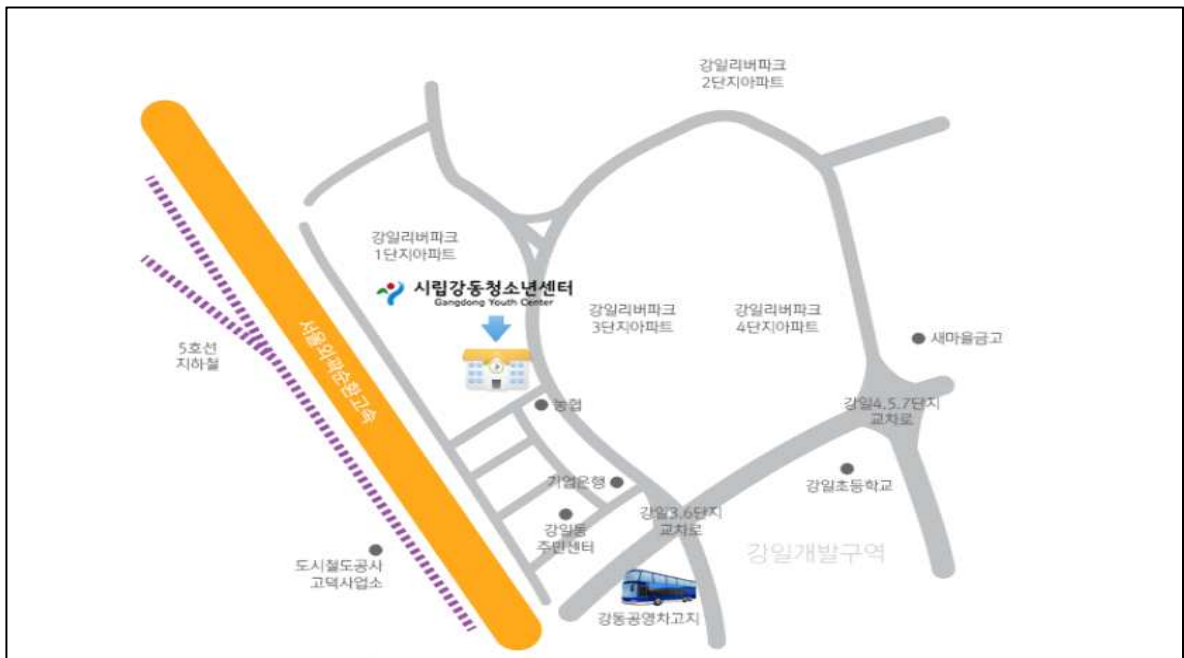 강일리버파크
2단지아파트
강일리버파크
1단지아파트
시립강동청소년센터
Gangdong Youth Center
강일리버파크
3단지아파트
강일리버파크
4단지아파트
새마을금고
5호선
지하철
서울외곽순환고속
농협
강일4,5,7단지
교차로
기업은행
강일초등학교
강일3,6단지
교차로
강일동
주민센터
강일개발구역
도시철도공사
고덕사업소
강동공영차고지